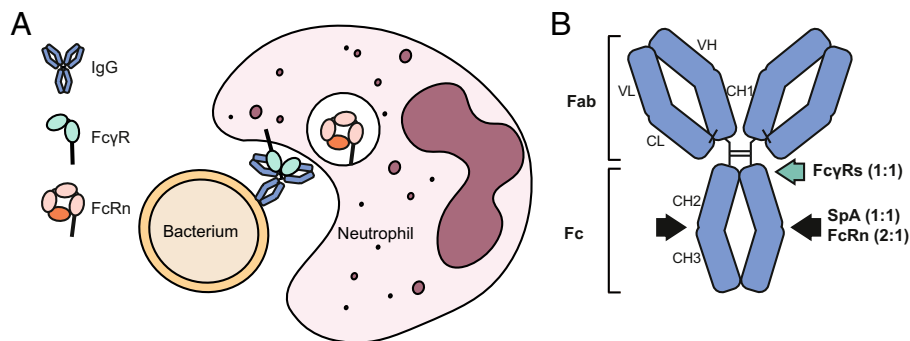 A
IgG
FcγR
FcRn
Bacterium
Neutrophil
B
Fab
VH
VL
CH1
CL
FcγRs (1:1)
CH2
SpA (1:1)
FcRn (2:1)
Fc
CH3